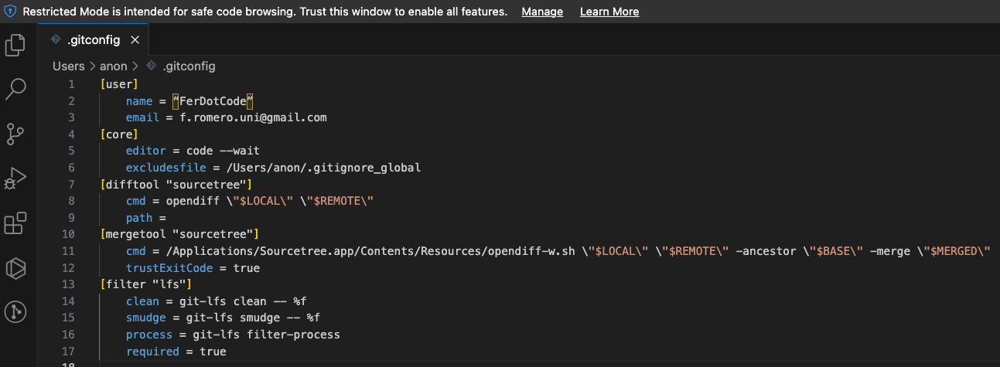 Restricted Mode is intended for safe code browsing. Trust this window to enable all features. Manage Learn More
.gitconfig
Users > anon > .gitconfig
1 [user]
2 name = “FerDotCode”
3 email = f.romero.uni@gmail.com
4 [core]
5 editor = code --wait
6 excludesfile = /Users/anon/.gitignore_global
7 [difftool "sourcetree"]
8 cmd = opendiff \"$LOCAL\" \"$REMOTE\"
9 path =
10 [mergetool "sourcetree"]
11 cmd = /Applications/Sourcetree.app/Contents/Resources/opendiff-w.sh \"$LOCAL\" \"$REMOTE\" -ancestor \"$BASE\" -merge \"$MERGED\"
12 trustExitCode = true
13 [filter "lfs"]
14 clean = git-lfs clean -- %f
15 smudge = git-lfs smudge -- %f
16 process = git-lfs filter-process
17 required = true
18